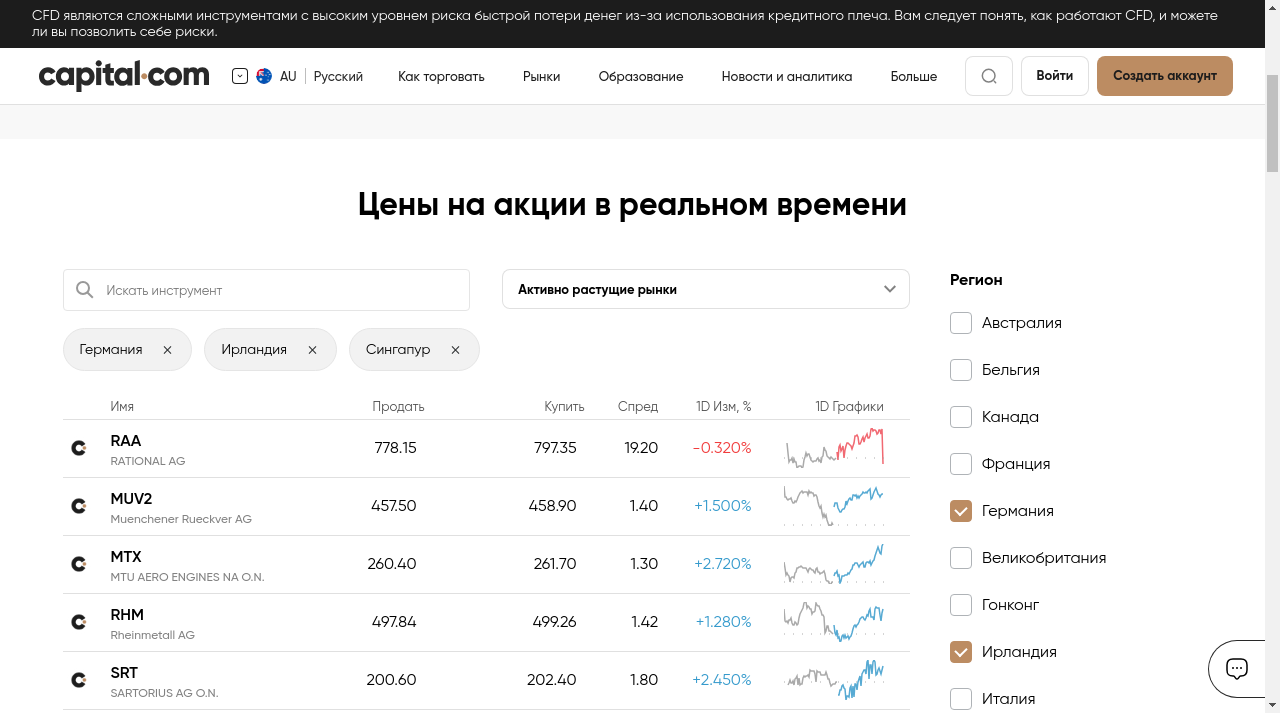 CFD являются сложными инструментами с высоким уровнем риска быстрой потери денег из-за использования кредитного плеча. Вам следует понять, как работают CFD, и можете
ли вы позволить себе риски.
capital.com AU Русский Как торговать Рынки Образование Новости и аналитика Больше Войти Создать аккаунт
Цены на акции в реальном времени
Искать инструмент
Активно растущие рынки
Германия Ирландия Сингапур
Имя Продать Купить Спред 1D Изм, % 1D Графики
RAA 778.15 797.35 19.20 -0.320%
RATIONAL AG
MUV2 457.50 458.90 1.40 +1.500%
Muenchener Rueckver AG
MTX 260.40 261.70 1.30 +2.720%
MTU AERO ENGINES NA O.N.
RHM 497.84 499.26 1.42 +1.280%
Rheinmetall AG
SRT 200.60 202.40 1.80 +2.450%
SARTORIUS AG O.N.
Регион
Австралия
Бельгия
Канада
Франция
Германия
Великобритания
Гонконг
Ирландия
Италия